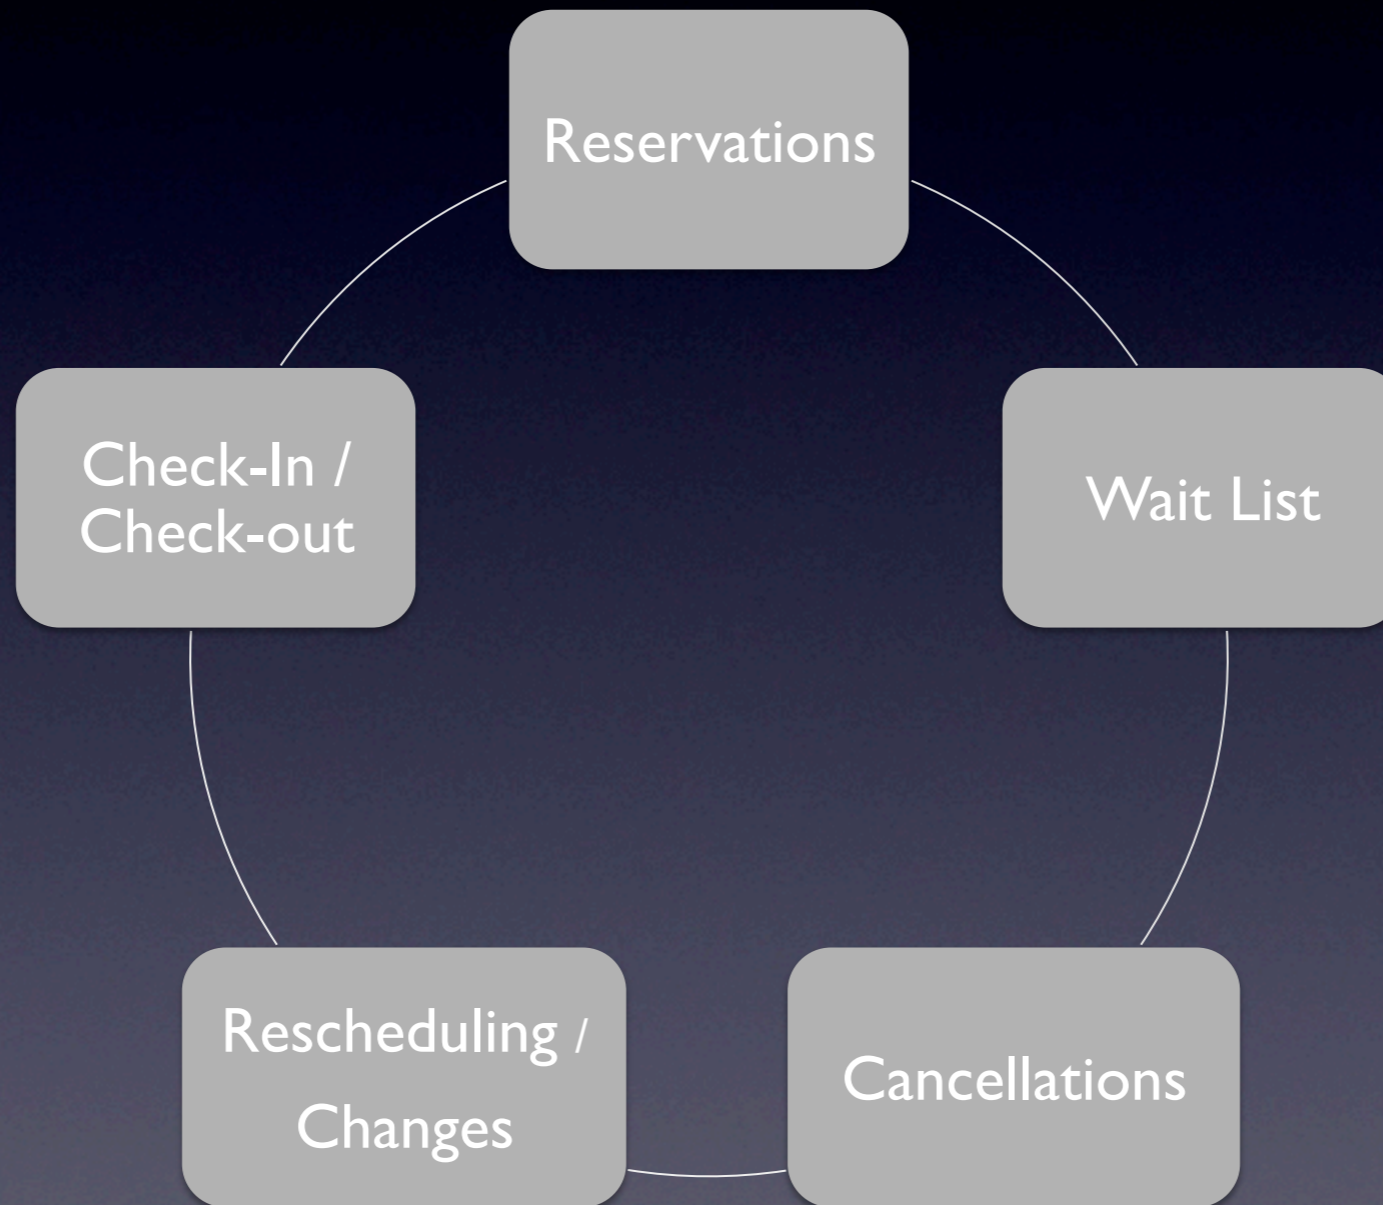 Reservations
Check-In /
Check-out
Wait List
Rescheduling /
Changes
Cancellations